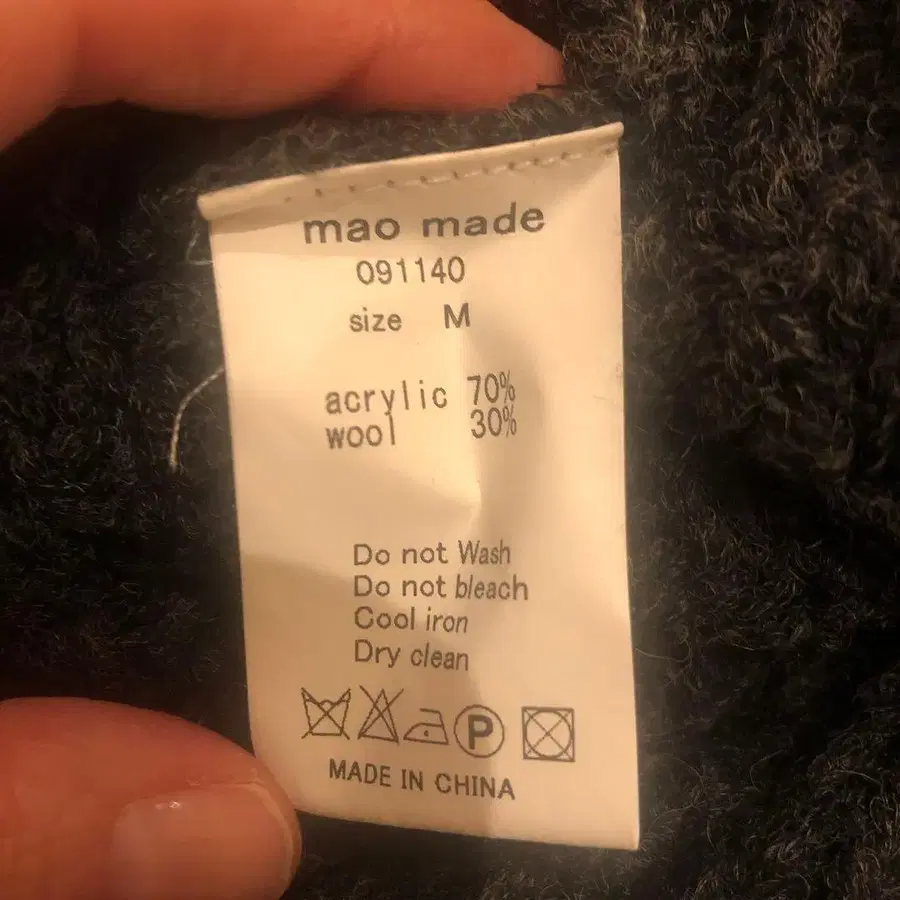 mao made
091140
size M
acrylic 70%
wool 30%
Do not Wash
Do not bleach
Cool iron
Dry clean
P
MADE IN CHINA